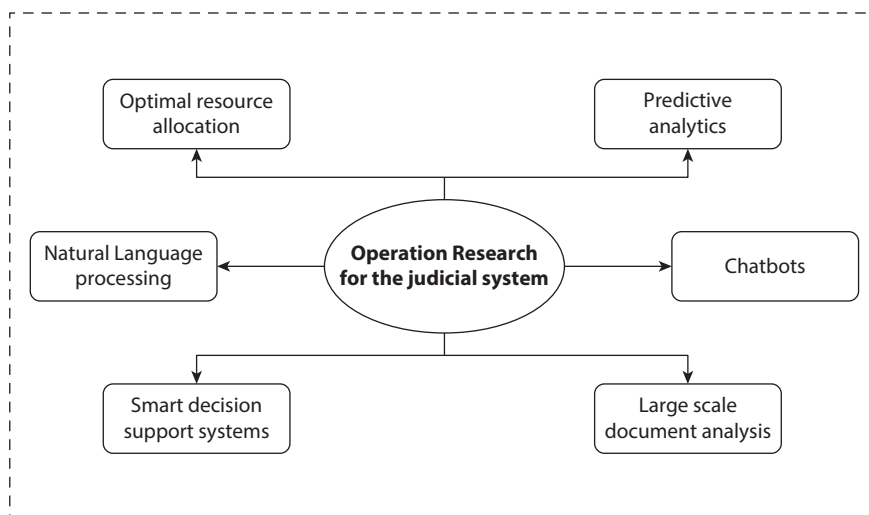 Optimal resource
allocation
Predictive
analytics
Natural Language
processing
Operation Research
for the judicial system
Chatbots
Smart decision
support systems
Large scale
document analysis